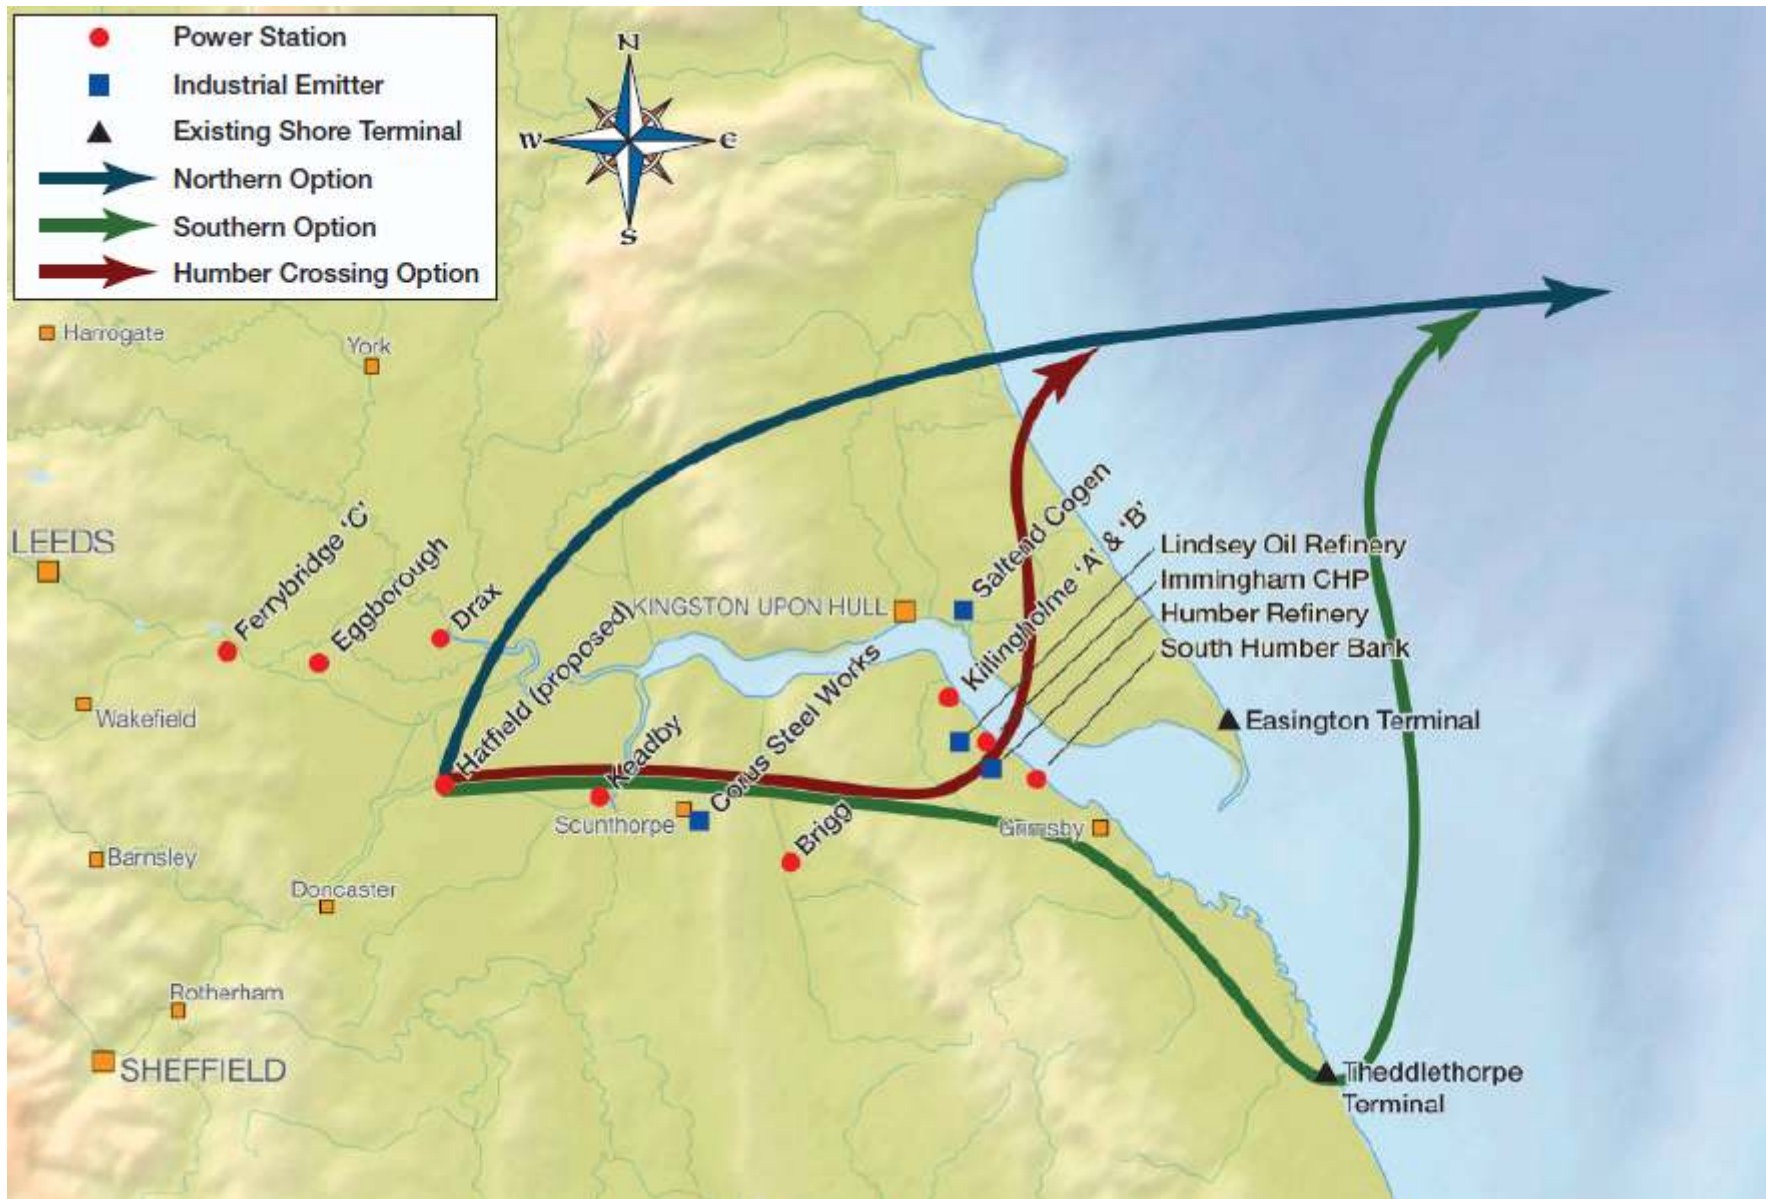 Power Station
Industrial Emitter
Existing Shore Terminal
Northern Option
Southern Option
Humber Crossing Option
N
W
E
S
Harrogate
York
LEEDS
Ferrybridge 'C'
Eggborough
Drax
Hatfield (proposed)
KINGSTON UPON HULL
Saltend Cogen
Killingholme 'A' & 'B'
Lindsey Oil Refinery
Immingham CHP
Humber Refinery
South Humber Bank
Wakefield
Keadby
Corus Steel Works
Easington Terminal
Scunthorpe
Brigg
Grimsby
Barnsley
Doncaster
Rotherham
SHEFFIELD
Theddlethorpe
Terminal